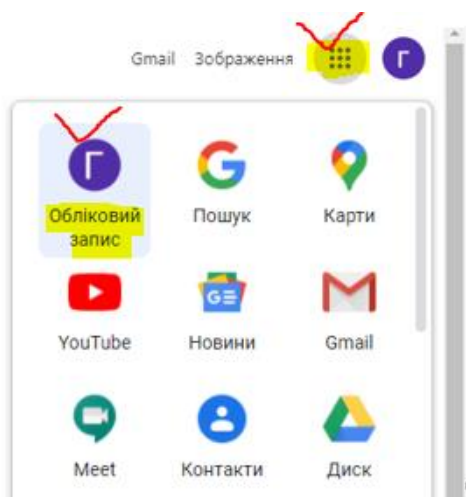 Gmail Зображення Г
Г
Обліковий Пошук Карти
запис
YouTube Новини Gmail
Meet Контакти Диск